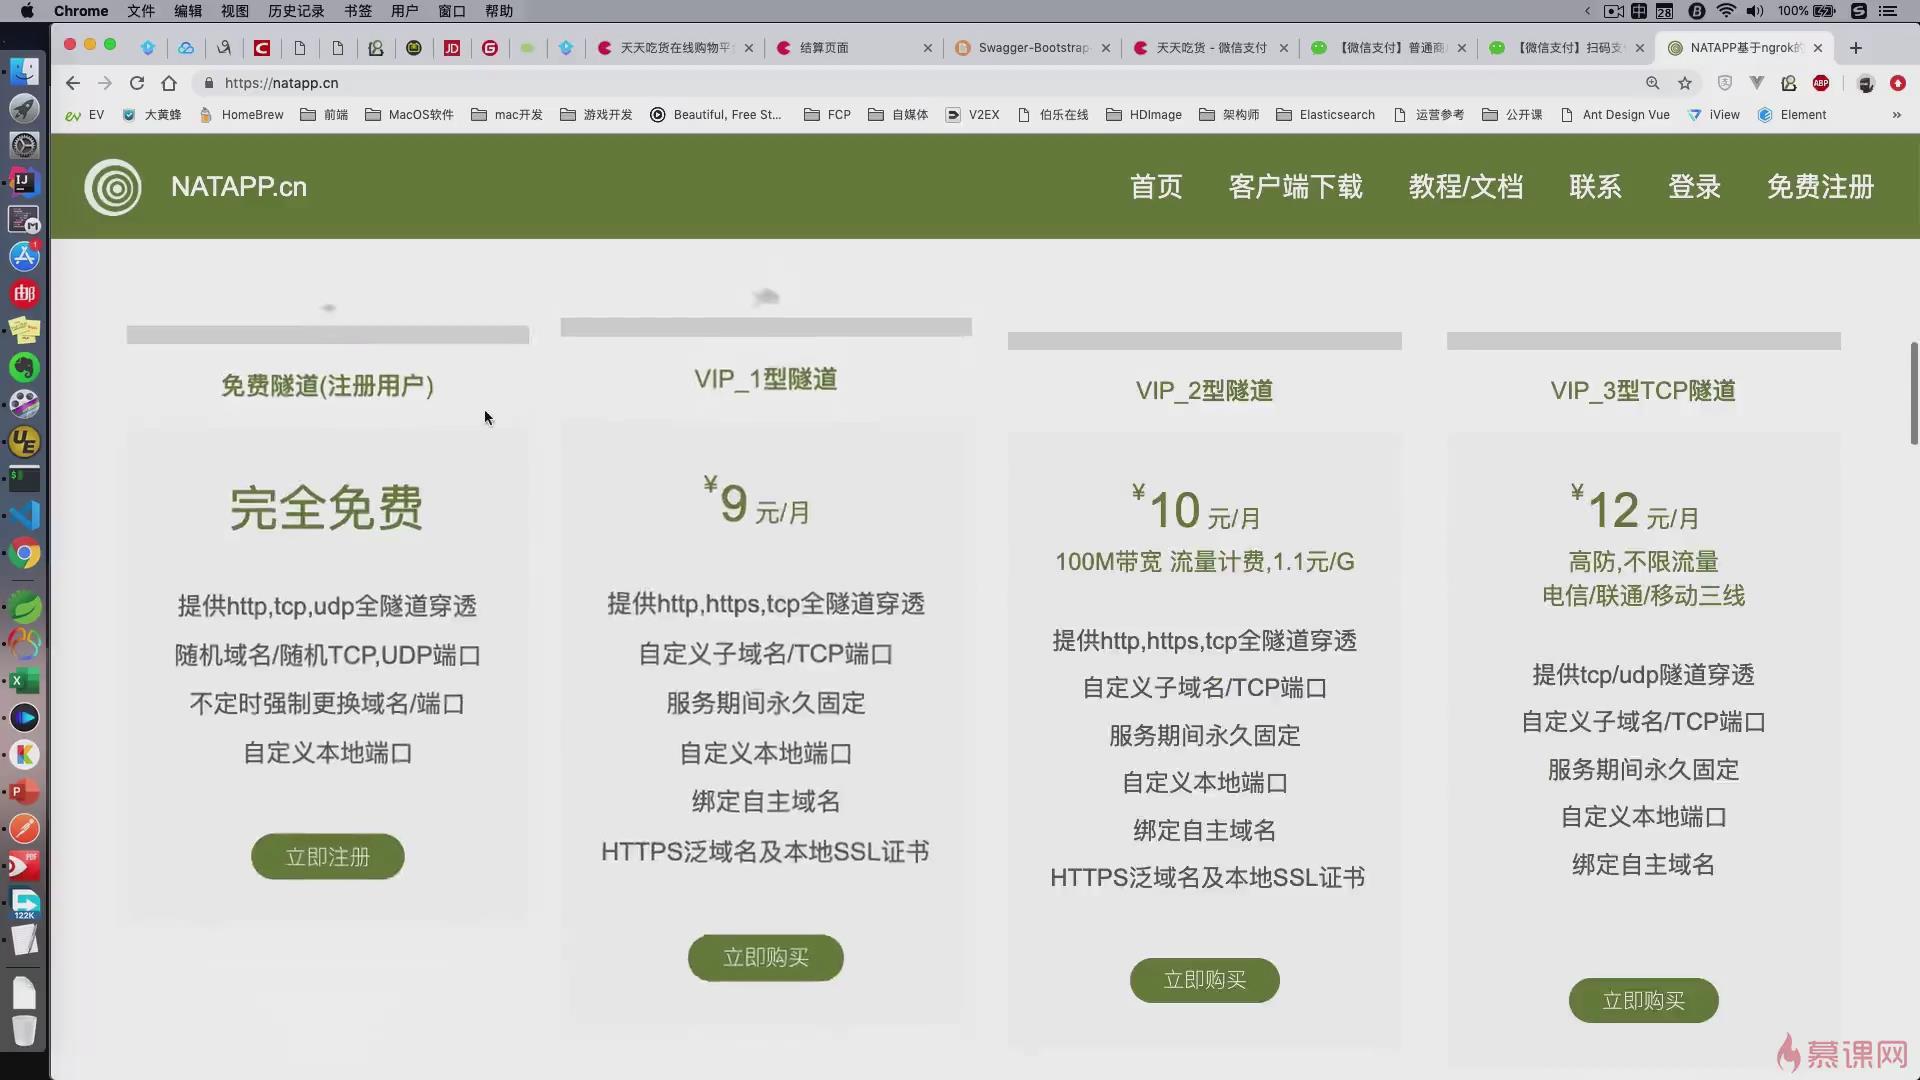 Chrome 文件 编辑 视图 历史记录 书签 用户 窗口 帮助
100%
天天吃货在线购物平
结算页面
Swagger-Bootstrap
天天吃货 - 微信支付
【微信支付】普通商
【微信支付】扫码支
NATAPP基于ngrok的
https://natapp.cn
EV 大黄蜂 HomeBrew 前端 MacOS软件 mac开发 游戏开发 Beautiful, Free St... FCP 自媒体 V2EX 伯乐在线 HDImage 架构师 Elasticsearch 运营参考 公开课 Ant Design Vue iView Element »
NATAPP.cn
首页 客户端下载 教程/文档 联系 登录 免费注册
免费隧道(注册用户)
完全免费
提供http,tcp,udp全隧道穿透
随机域名/随机TCP,UDP端口
不定时强制更换域名/端口
自定义本地端口
立即注册
VIP_1型隧道
¥9 元/月
提供http,https,tcp全隧道穿透
自定义子域名/TCP端口
服务期间永久固定
自定义本地端口
绑定自主域名
HTTPS泛域名及本地SSL证书
立即购买
VIP_2型隧道
¥10 元/月
100M带宽 流量计费,1.1元/G
提供http,https,tcp全隧道穿透
自定义子域名/TCP端口
服务期间永久固定
自定义本地端口
绑定自主域名
HTTPS泛域名及本地SSL证书
立即购买
VIP_3型TCP隧道
¥12 元/月
高防,不限流量
电信/联通/移动三线
提供tcp/udp隧道穿透
自定义子域名/TCP端口
服务期间永久固定
自定义本地端口
绑定自主域名
立即购买
慕课网